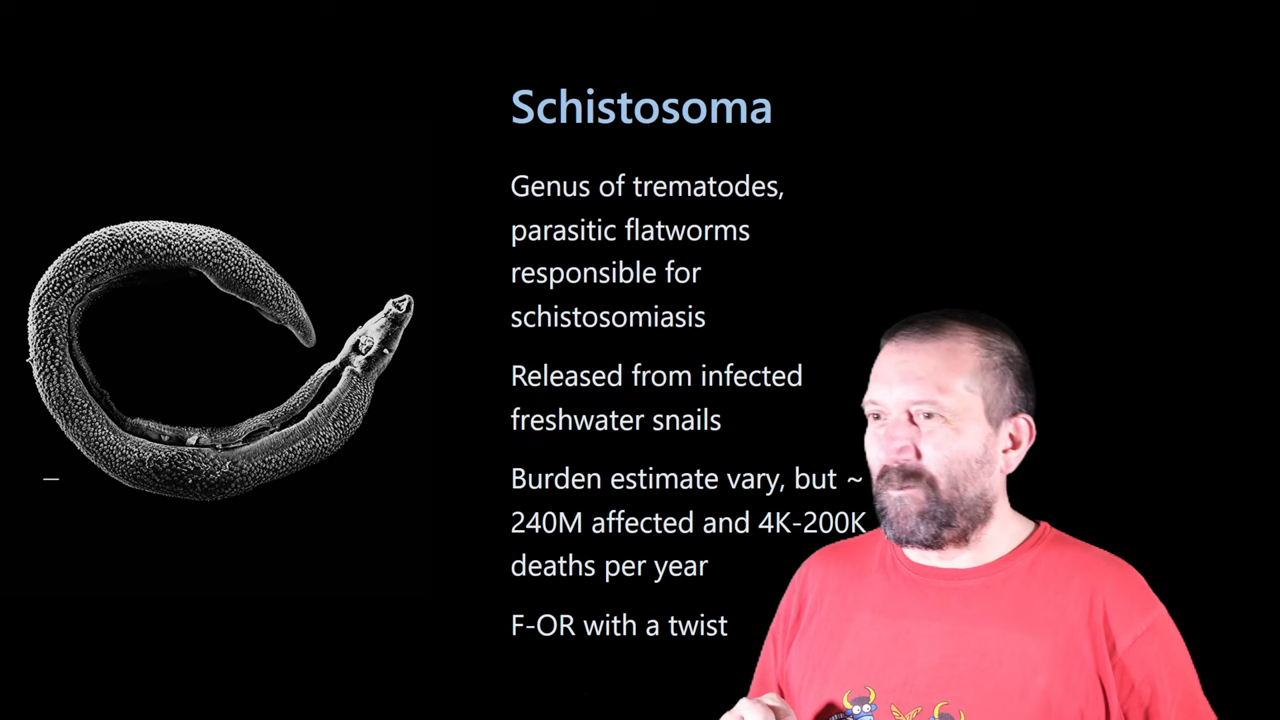 Schistosoma
Genus of trematodes,
parasitic flatworms
responsible for
schistosomiasis
Released from infected
freshwater snails
Burden estimate vary, but ~
240M affected and 4K-200K
deaths per year
F-OR with a twist